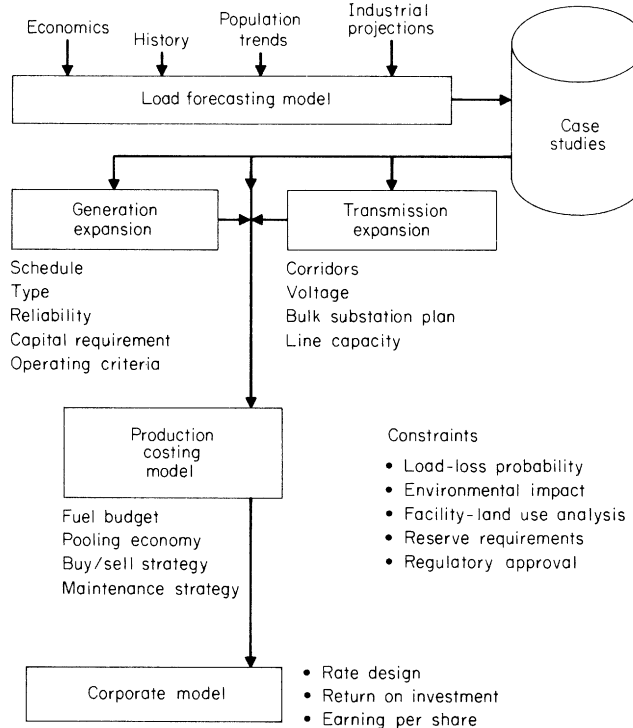 Economics
History
Population
trends
Industrial
projections
Load forecasting model
Case
studies
Generation
expansion
Transmission
expansion
Schedule
Type
Reliability
Capital requirement
Operating criteria
Corridors
Voltage
Bulk substation plan
Line capacity
Production
costing
model
Constraints
• Load-loss probability
• Environmental impact
• Facility-land use analysis
• Reserve requirements
• Regulatory approval
Fuel budget
Pooling economy
Buy/sell strategy
Maintenance strategy
Corporate model
• Rate design
• Return on investment
• Earning per share